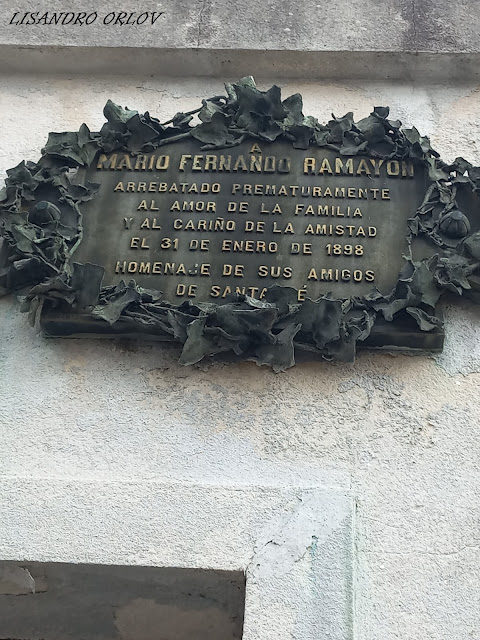 LISANDRO ORLOV
A
MARIO FERNANDO RAMAYON
ARREBATADO PREMATURAMENTE
AL AMOR DE LA FAMILIA
Y AL CARIÑO DE LA AMISTAD
EL 31 DE ENERO DE 1898
HOMENAJE DE SUS AMIGOS
DE SANTA FÉ